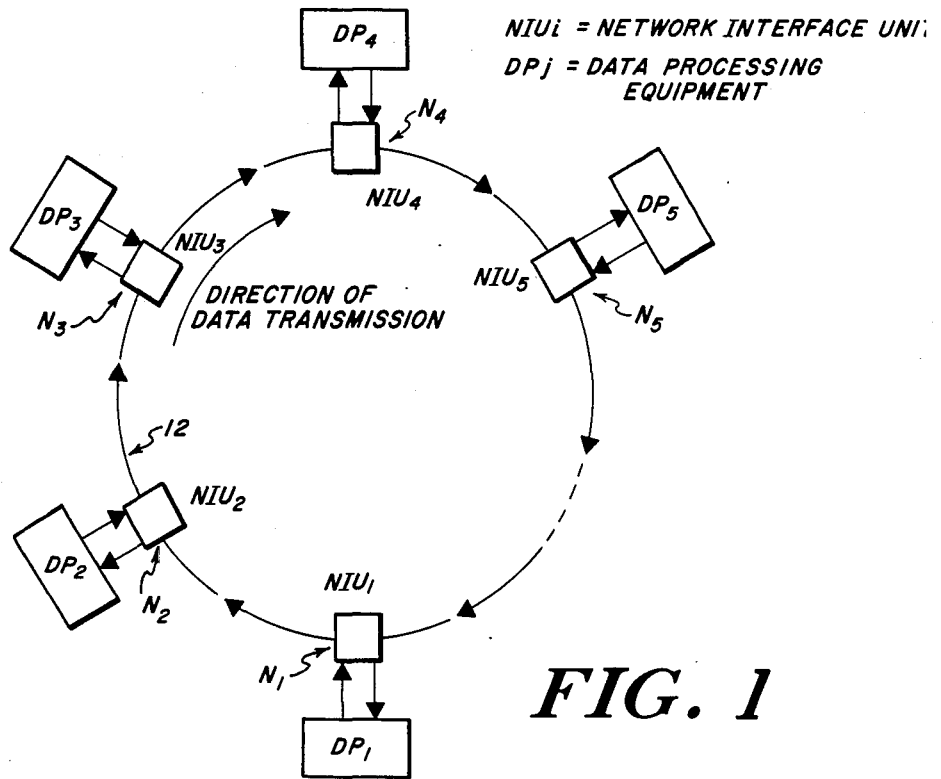 DP4
NIUi = NETWORK INTERFACE UNIT
DPj = DATA PROCESSING
EQUIPMENT
N4
NIU4
DP3
NIU3
DP5
NIU5
DIRECTION OF
DATA TRANSMISSION
N3
N5
12
NIU2
DP2
N2
NIU1
N1
DP1
FIG. 1